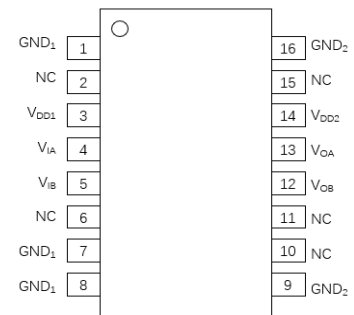 GND₁ 1 16 GND₂
NC 2 15 NC
VDD1 3 14 VDD2
VIA 4 13 VOA
VIB 5 12 VOB
NC 6 11 NC
GND₁ 7 10 NC
GND₁ 8 9 GND₂